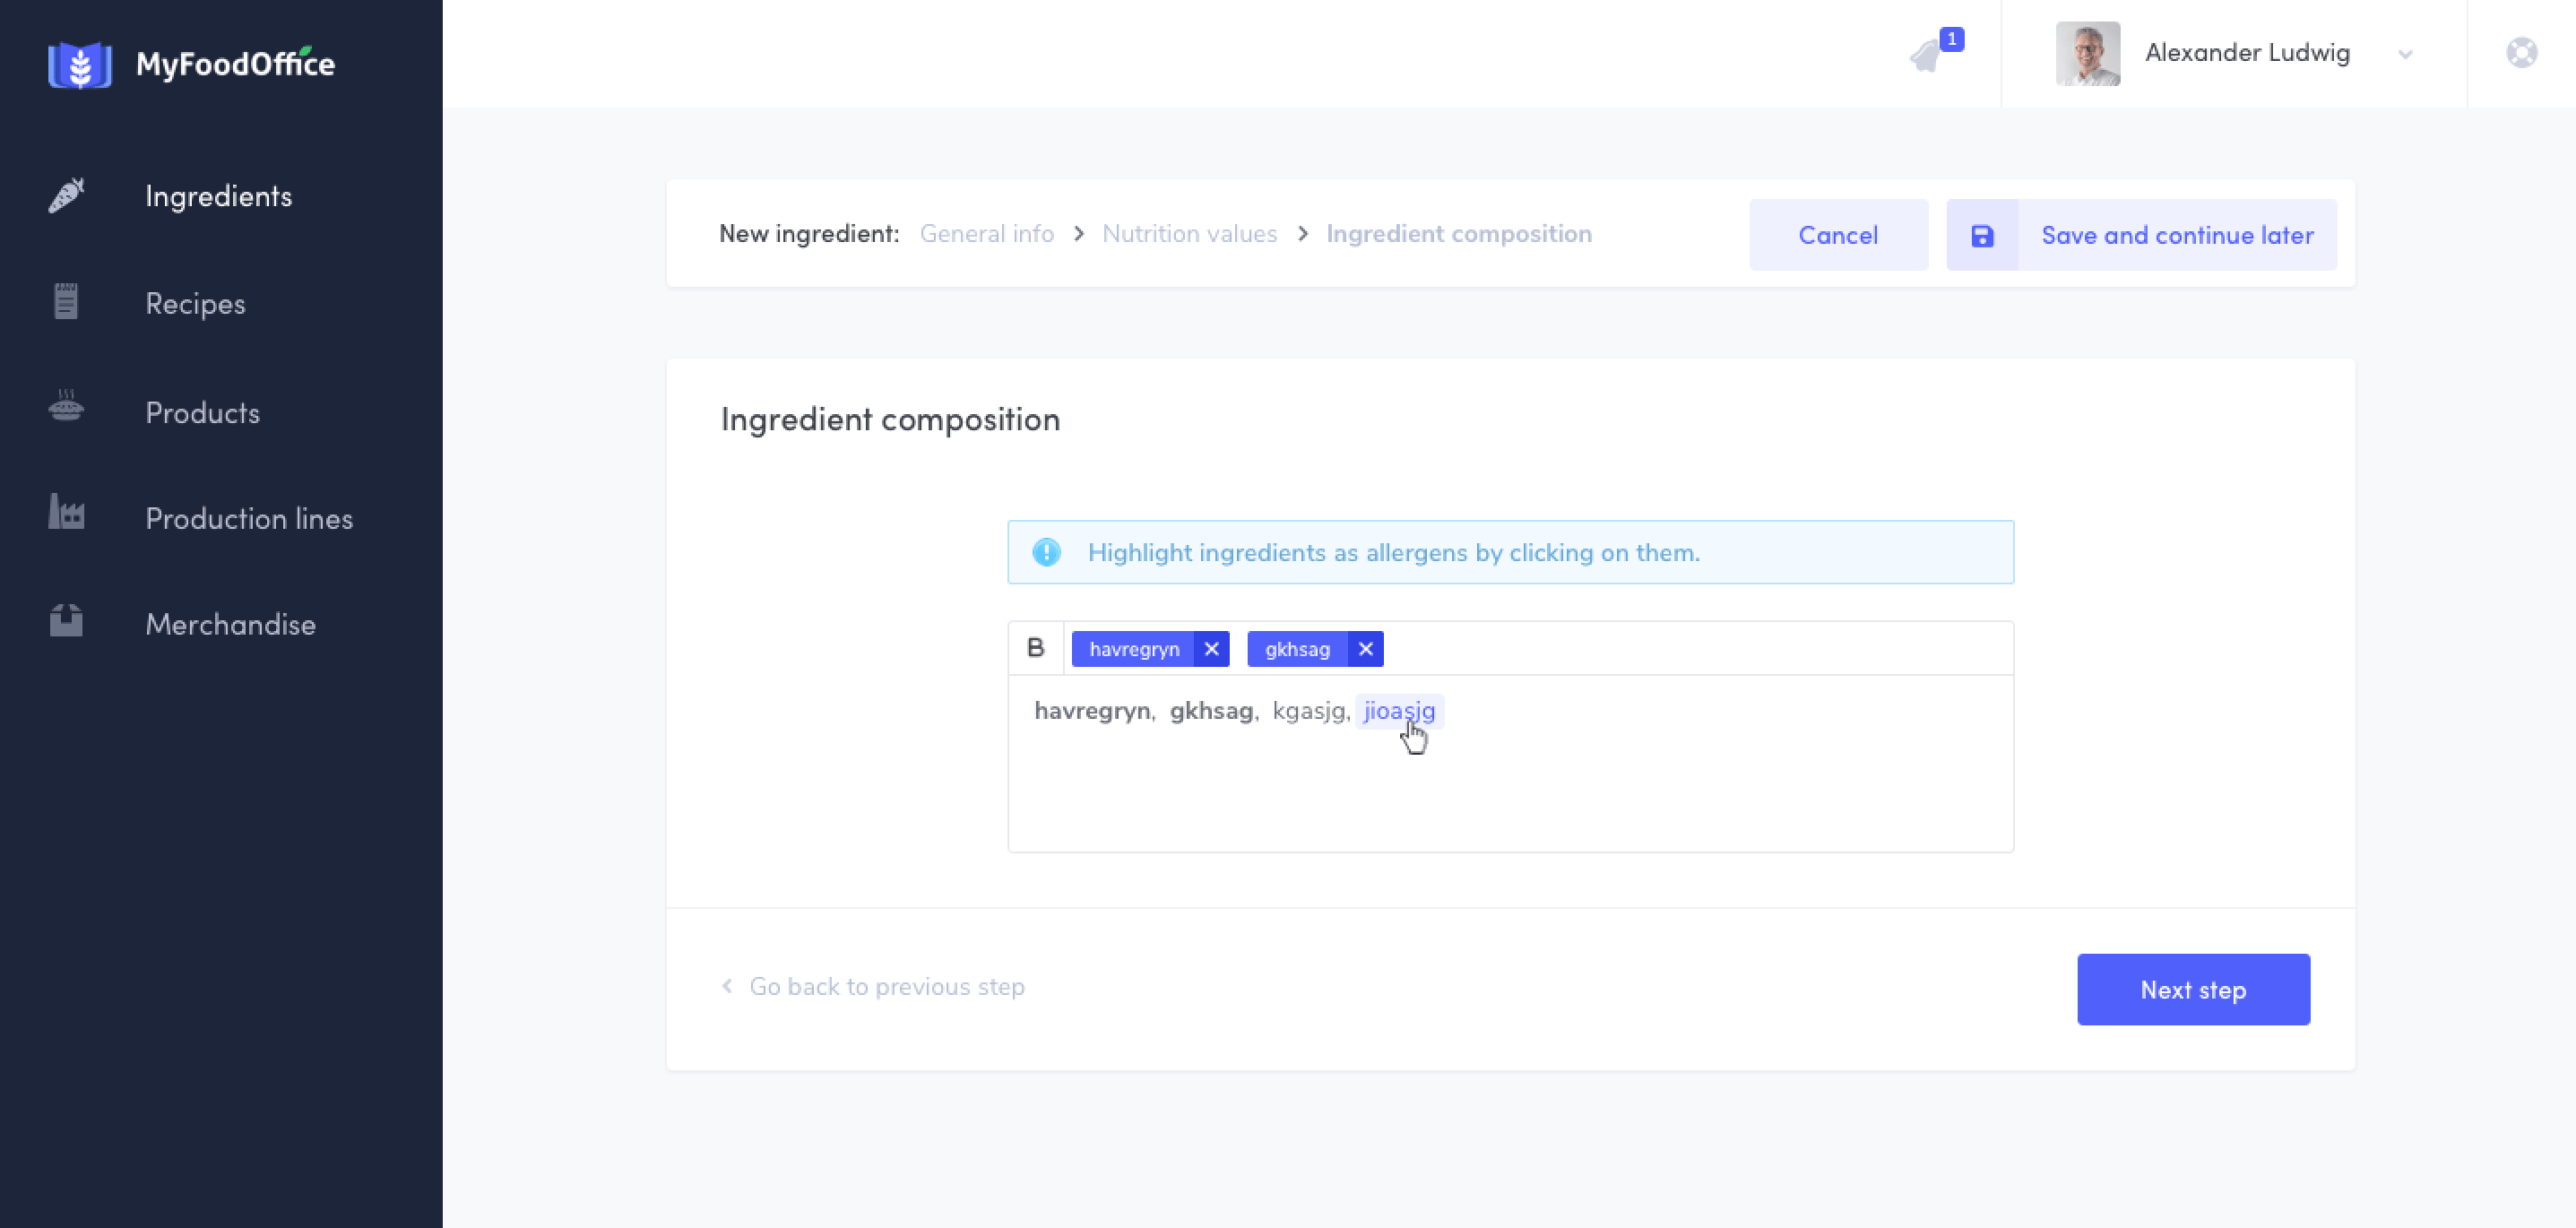 MyFoodOffice
1
Alexander Ludwig
Ingredients
Recipes
Products
Production lines
Merchandise
New ingredient: General info > Nutrition values > Ingredient composition
Cancel
Save and continue later
Ingredient composition
Highlight ingredients as allergens by clicking on them.
B havregryn × gkhsag ×
havregryn, gkhsag, kgasjg, jioasjg
Go back to previous step
Next step